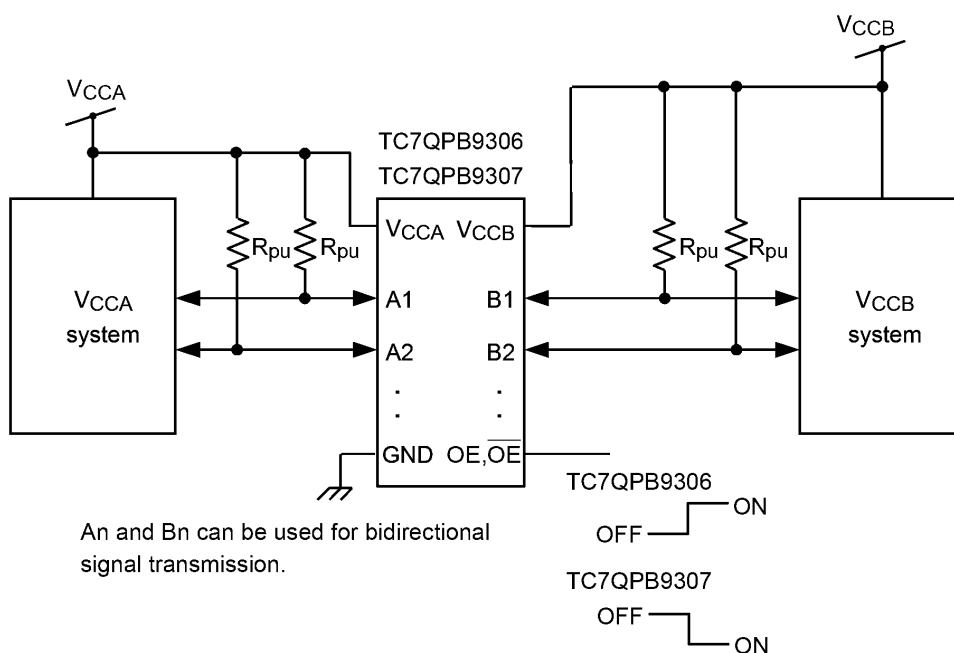 VCCB
VCCA
TC7QPB9306
TC7QPB9307
VCCA VCCB
Rpu Rpu Rpu Rpu
VCCA
system
A1 B1
VCCB
system
A2 B2
GND OE,O̅E̅
TC7QPB9306
OFF ON
An and Bn can be used for bidirectional
signal transmission.
TC7QPB9307
OFF ON